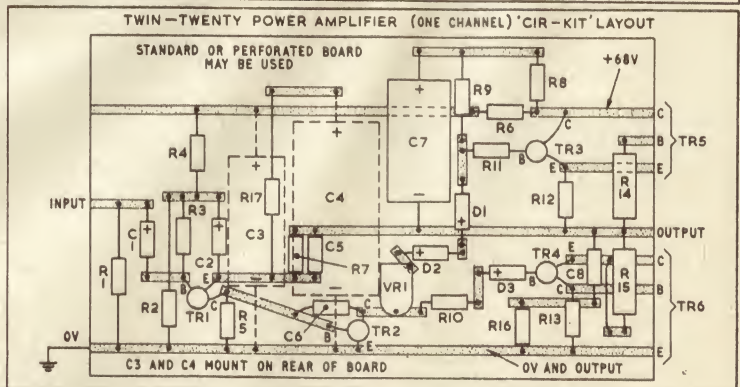 TWIN-TWENTY POWER AMPLIFIER (ONE CHANNEL) 'CIR-KIT' LAYOUT
STANDARD OR PERFORATED BOARD
MAY BE USED
+68V
R9
R8
R6
C
TR5
B
E
C7
C
TR3
B
E
R11
R4
R
14
R12
INPUT
R3
C
1
C2
R17
C3
C4
C5
D1
OUTPUT
R
1
B
E
C
TR1
R7
D2
VR1
TR4
E
C8
B
C
D3
R
15
C
B
E
TR6
R2
R
5
C6
B
C
TR2
E
R10
R16
R13
0V
C3 AND C4 MOUNT ON REAR OF BOARD
0V AND OUTPUT